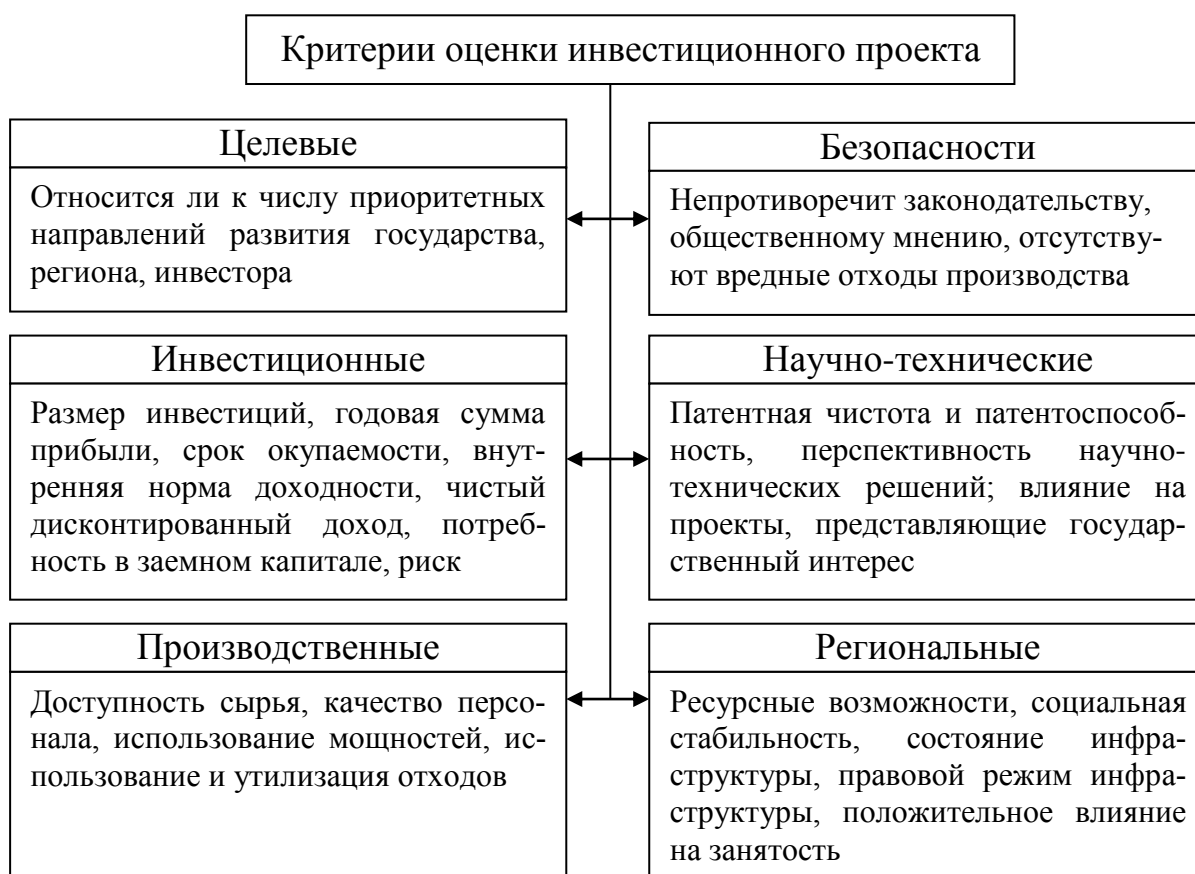 Критерии оценки инвестиционного проекта
Целевые
Относится ли к числу приоритетных
направлений развития государства,
региона, инвестора
Безопасности
Непротиворечит законодательству,
общественному мнению, отсутству-
ют вредные отходы производства
Инвестиционные
Размер инвестиций, годовая сумма
прибыли, срок окупаемости, внут-
ренняя норма доходности, чистый
дисконтированный доход, потреб-
ность в заемном капитале, риск
Научно-технические
Патентная чистота и патентоспособ-
ность, перспективность научно-
технических решений; влияние на
проекты, представляющие государ-
ственный интерес
Производственные
Доступность сырья, качество персо-
нала, использование мощностей, ис-
пользование и утилизация отходов
Региональные
Ресурсные возможности, социальная
стабильность, состояние инфра-
структуры, правовой режим инфра-
структуры, положительное влияние
на занятость